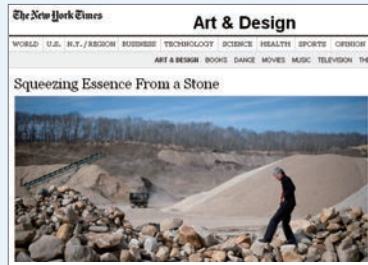 The New York Times
Art & Design
WORLD U.S. N.Y. / REGION BUSINESS TECHNOLOGY SCIENCE HEALTH SPORTS OPINION
ART & DESIGN BOOKS DANCE MOVIES MUSIC TELEVISION
Squeezing Essence From a Stone